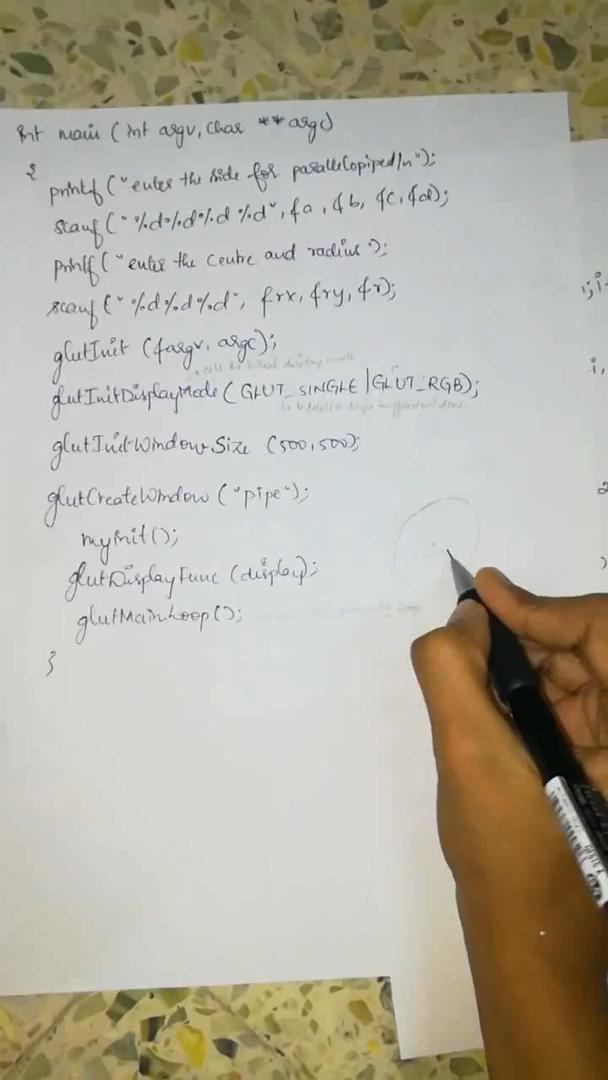 int main (int argv, char ** argc)
{
printf ("enter the side for parallelopiped/n");
scanf ("%d%d%d %d", &a, &b, &c, &d);
printf ("enter the centre and radius");
scanf (" %d%d%d", &rx, &ry, &r);
glutInit (&argv, argc);
glutInitDisplayMode (GLUT_SINGLE | GLUT_RGB);
glutInitWindowSize (500,500);
glutCreateWindow ("pipe");
myinit();
glutDisplayFunc (display);
glutMainLoop();
}